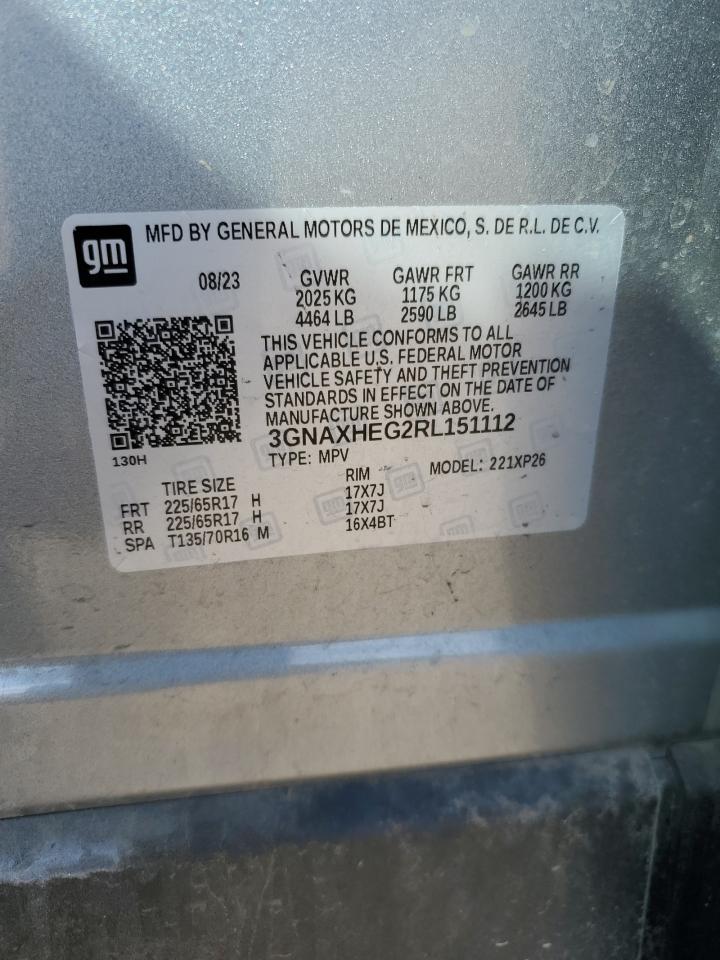 gm
MFD BY GENERAL MOTORS DE MEXICO, S. DE R.L. DE C.V.
08/23 GVWR GAWR FRT GAWR RR
2025 KG 1175 KG 1200 KG
4464 LB 2590 LB 2645 LB
THIS VEHICLE CONFORMS TO ALL
APPLICABLE U.S. FEDERAL MOTOR
VEHICLE SAFETY AND THEFT PREVENTION
STANDARDS IN EFFECT ON THE DATE OF
MANUFACTURE SHOWN ABOVE.
3GNAXHEG2RL151112
130H
TYPE: MPV MODEL: 221XP26
TIRE SIZE RIM
FRT 225/65R17 H 17X7J
RR 225/65R17 H 17X7J
SPA T135/70R16 M 16X4BT